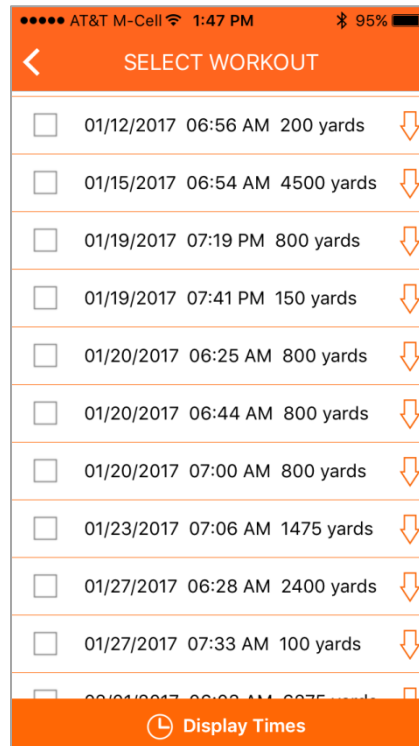 AT&T M-Cell 1:47 PM 95%
SELECT WORKOUT
01/12/2017 06:56 AM 200 yards
01/15/2017 06:54 AM 4500 yards
01/19/2017 07:19 PM 800 yards
01/19/2017 07:41 PM 150 yards
01/20/2017 06:25 AM 800 yards
01/20/2017 06:44 AM 800 yards
01/20/2017 07:00 AM 800 yards
01/23/2017 07:06 AM 1475 yards
01/27/2017 06:28 AM 2400 yards
01/27/2017 07:33 AM 100 yards
Display Times